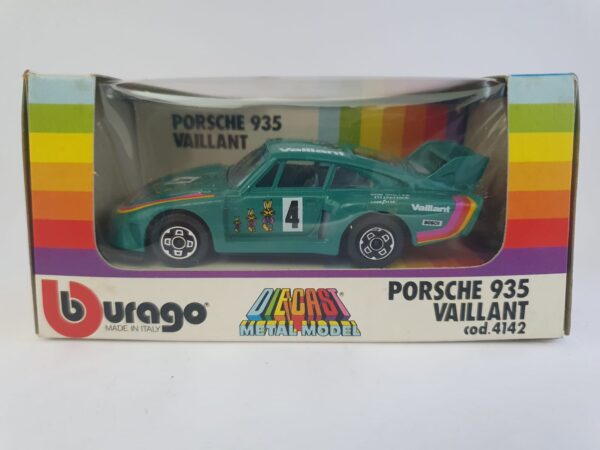 PORSCHE 935
VAILLANT
Vaillant
4
Vaillant
BOSCH
burago®
MADE IN ITALY
DIE-CAST
METAL MODEL
PORSCHE 935
VAILLANT
cod. 4142